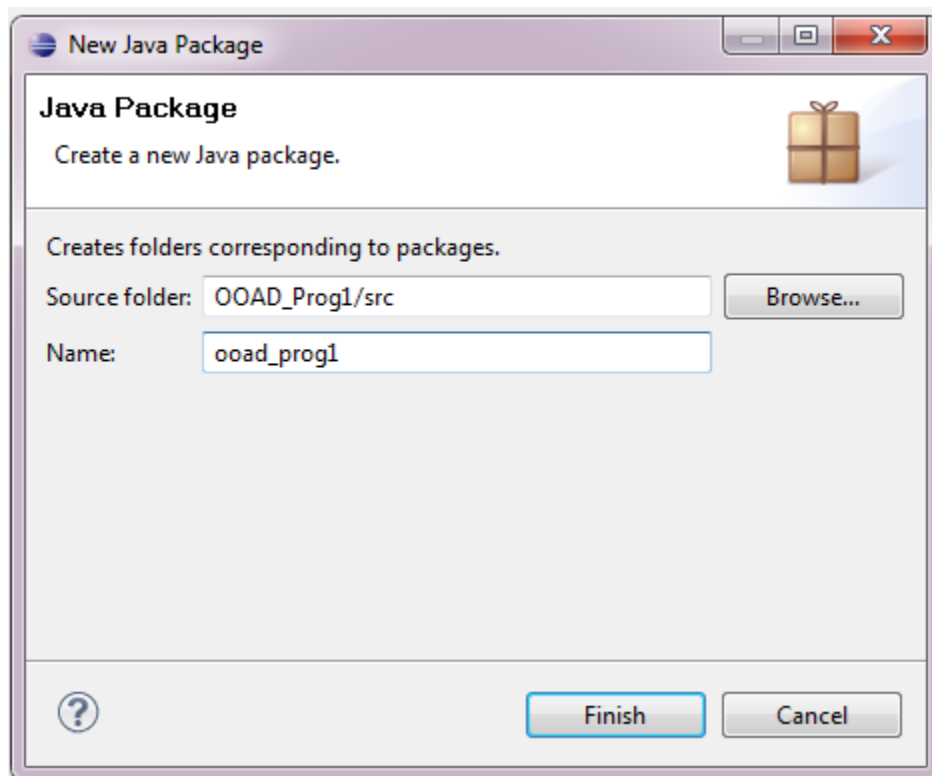 New Java Package
Java Package
Create a new Java package.
Creates folders corresponding to packages.
Source folder: OOAD_Prog1/src Browse...
Name: ooad_prog1
? Finish Cancel